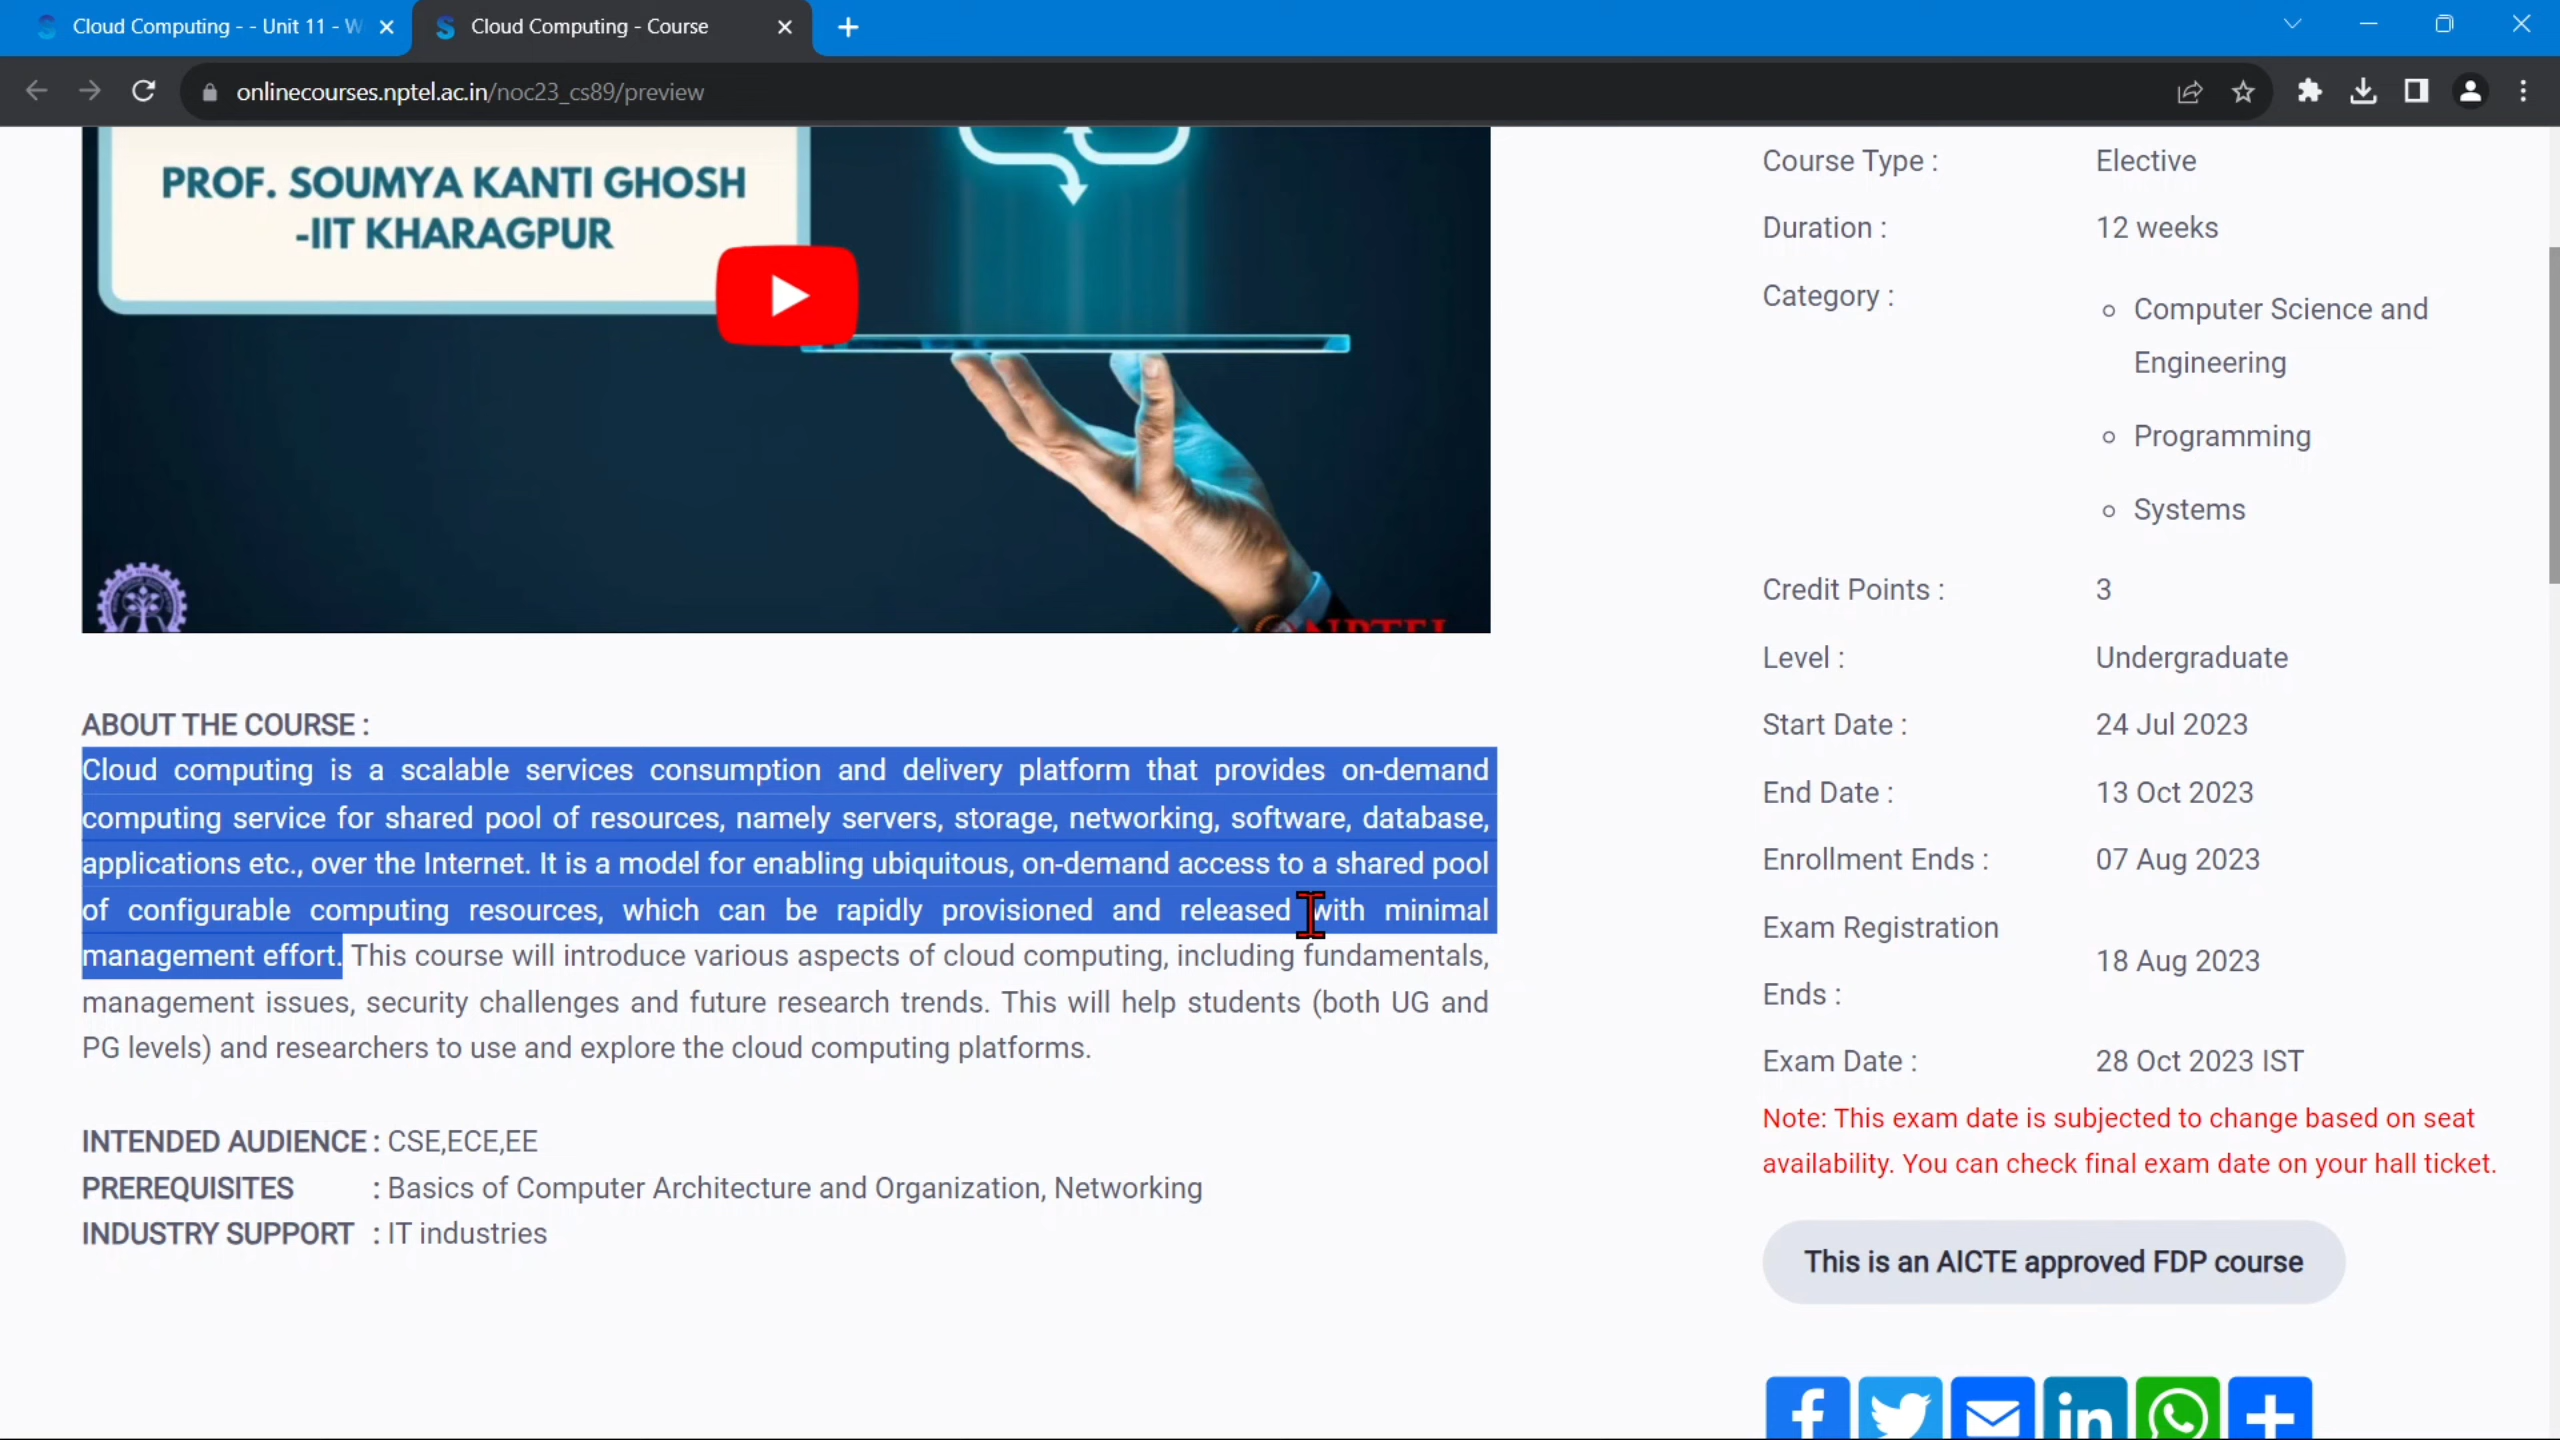 Cloud Computing - - Unit 11 - W
Cloud Computing - Course
onlinecourses.nptel.ac.in/noc23_cs89/preview
PROF. SOUMYA KANTI GHOSH
-IIT KHARAGPUR
NPTEL
ABOUT THE COURSE :
Cloud computing is a scalable services consumption and delivery platform that provides on-demand
computing service for shared pool of resources, namely servers, storage, networking, software, database,
applications etc., over the Internet. It is a model for enabling ubiquitous, on-demand access to a shared pool
of configurable computing resources, which can be rapidly provisioned and released with minimal
management effort. This course will introduce various aspects of cloud computing, including fundamentals,
management issues, security challenges and future research trends. This will help students (both UG and
PG levels) and researchers to use and explore the cloud computing platforms.
INTENDED AUDIENCE : CSE,ECE,EE
PREREQUISITES : Basics of Computer Architecture and Organization, Networking
INDUSTRY SUPPORT : IT industries
Course Type : Elective
Duration : 12 weeks
Category :
Computer Science and
Engineering
Programming
Systems
Credit Points : 3
Level : Undergraduate
Start Date : 24 Jul 2023
End Date : 13 Oct 2023
Enrollment Ends : 07 Aug 2023
Exam Registration
Ends : 18 Aug 2023
Exam Date : 28 Oct 2023 IST
Note: This exam date is subjected to change based on seat
availability. You can check final exam date on your hall ticket.
This is an AICTE approved FDP course